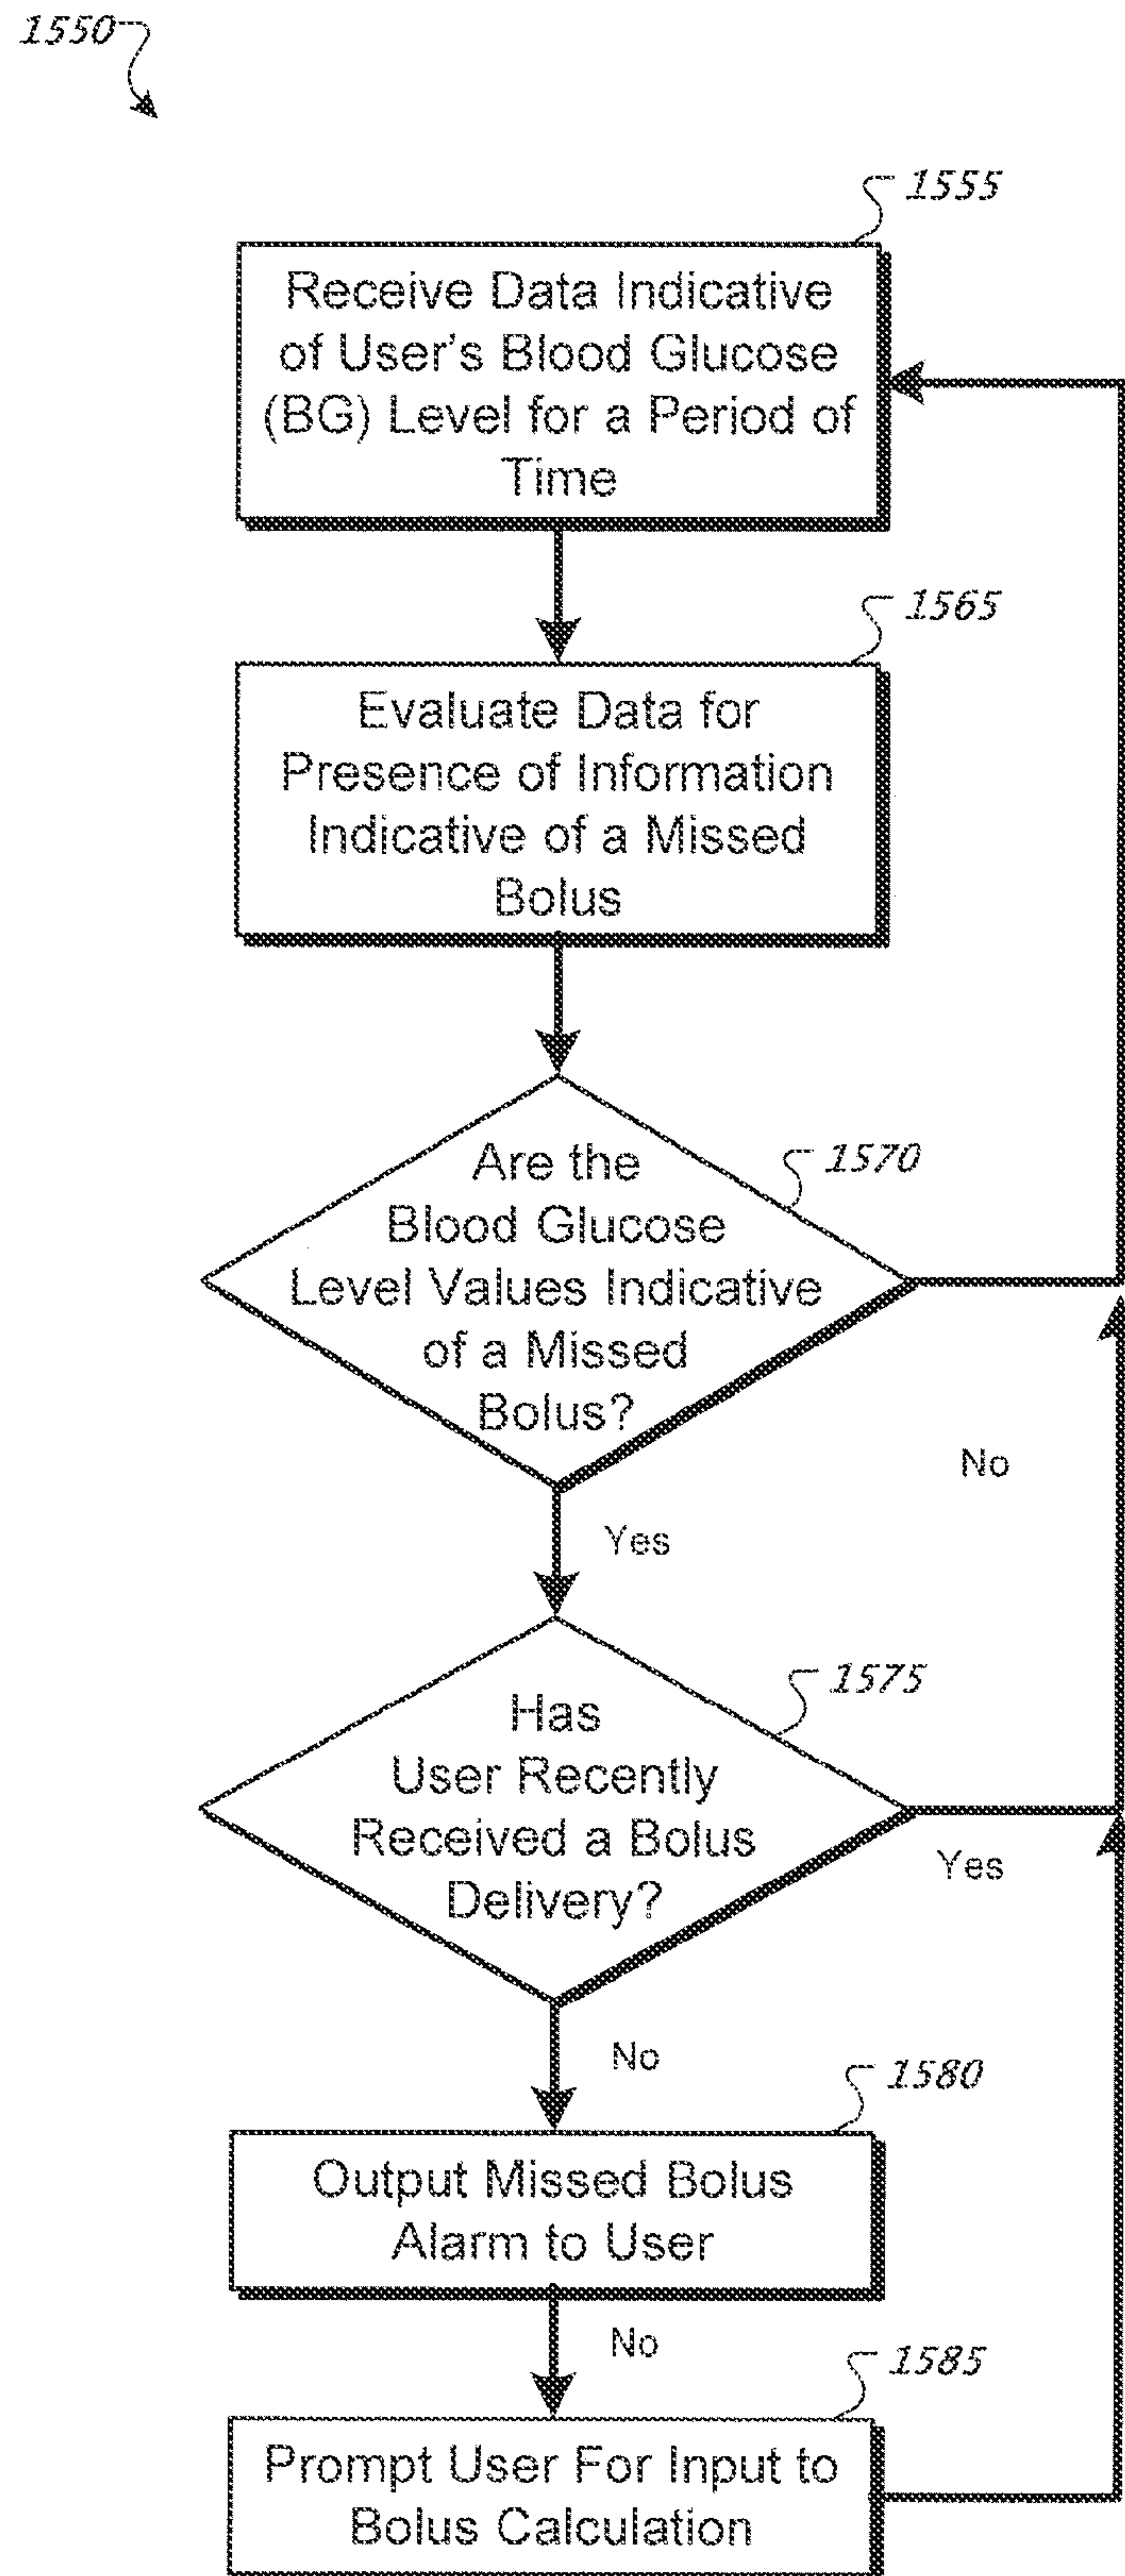 1550
1555
Receive Data Indicative
of User's Blood Glucose
(BG) Level for a Period of
Time
1565
Evaluate Data for
Presence of Information
Indicative of a Missed
Bolus
1570
Are the
Blood Glucose
Level Values Indicative
of a Missed
Bolus?
No
Yes
1575
Has
User Recently
Received a Bolus
Delivery?
Yes
No
1580
Output Missed Bolus
Alarm to User
No
1585
Prompt User For Input to
Bolus Calculation